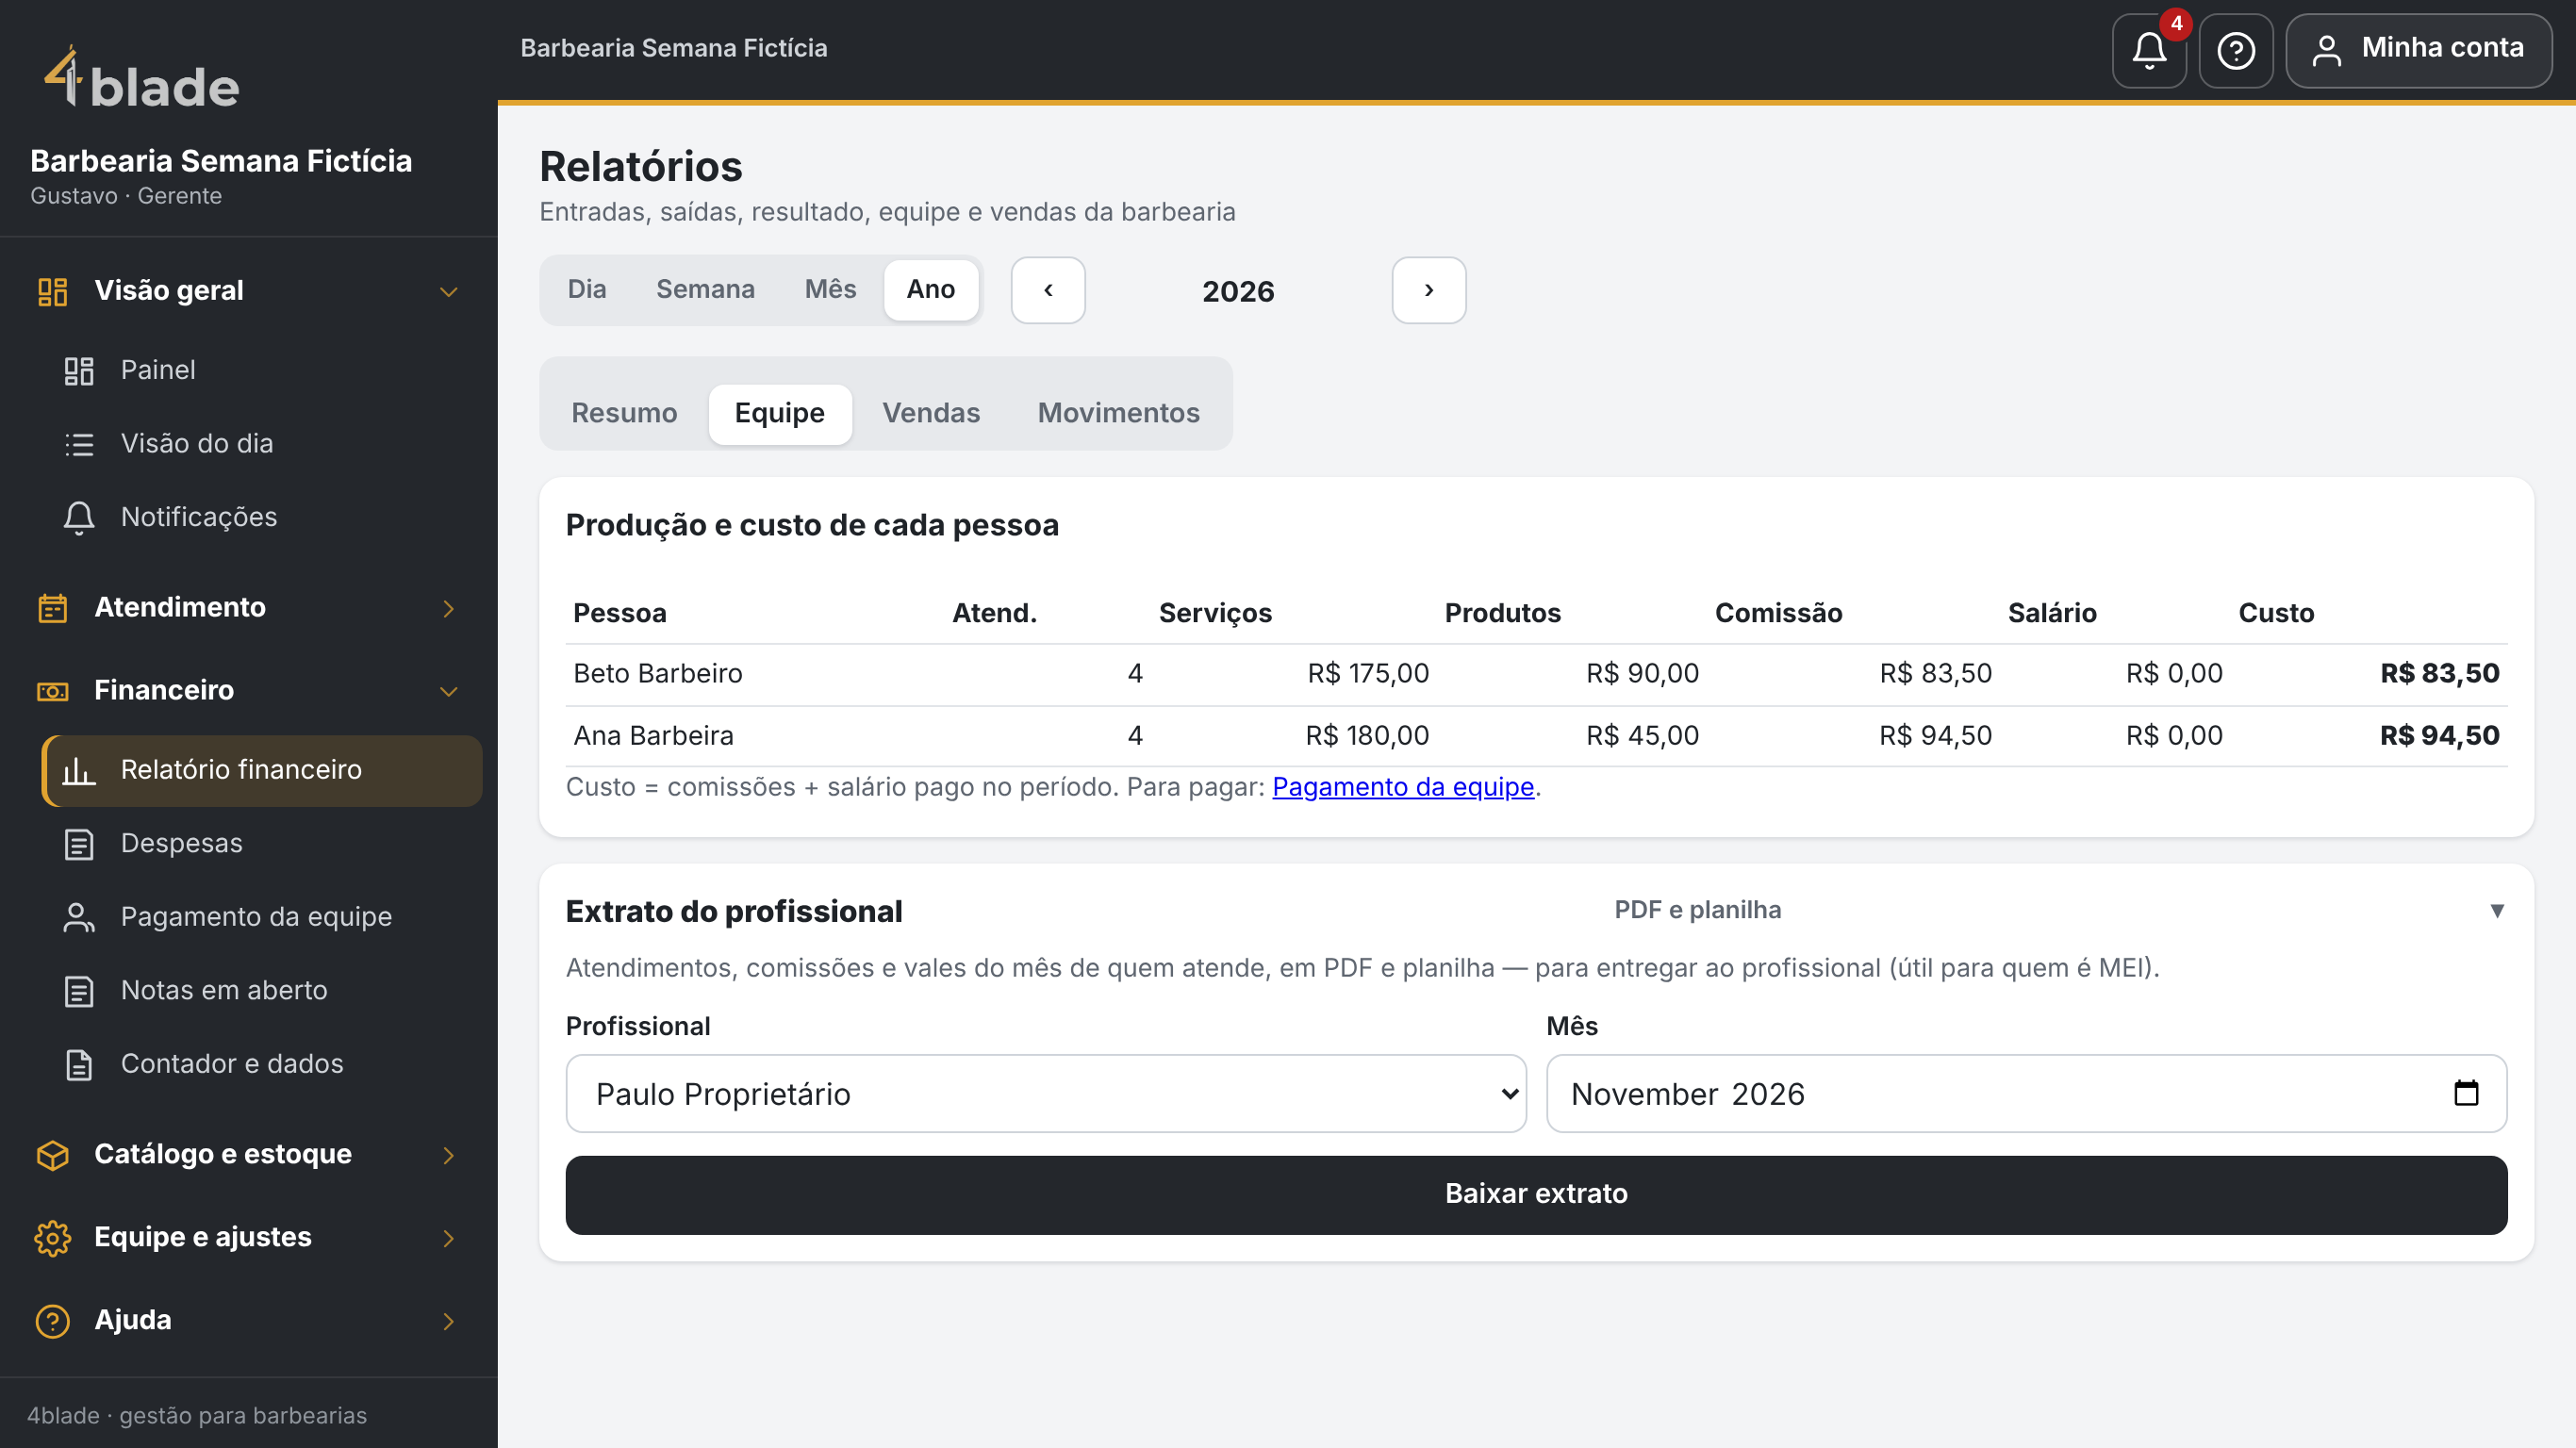 4blade
Barbearia Semana Fictícia
Gustavo · Gerente
Visão geral
Painel
Visão do dia
Notificações
Atendimento
Financeiro
Relatório financeiro
Despesas
Pagamento da equipe
Notas em aberto
Contador e dados
Catálogo e estoque
Equipe e ajustes
Ajuda
4blade · gestão para barbearias
Barbearia Semana Fictícia
4
Minha conta
Relatórios
Entradas, saídas, resultado, equipe e vendas da barbearia
Dia Semana Mês Ano ‹ 2026 ›
Resumo Equipe Vendas Movimentos
Produção e custo de cada pessoa
Pessoa Atend. Serviços Produtos Comissão Salário Custo
Beto Barbeiro 4 R$ 175,00 R$ 90,00 R$ 83,50 R$ 0,00 R$ 83,50
Ana Barbeira 4 R$ 180,00 R$ 45,00 R$ 94,50 R$ 0,00 R$ 94,50
Custo = comissões + salário pago no período. Para pagar: Pagamento da equipe.
Extrato do profissional PDF e planilha ▼
Atendimentos, comissões e vales do mês de quem atende, em PDF e planilha — para entregar ao profissional (útil para quem é MEI).
Profissional Mês
Paulo Proprietário November 2026
Baixar extrato